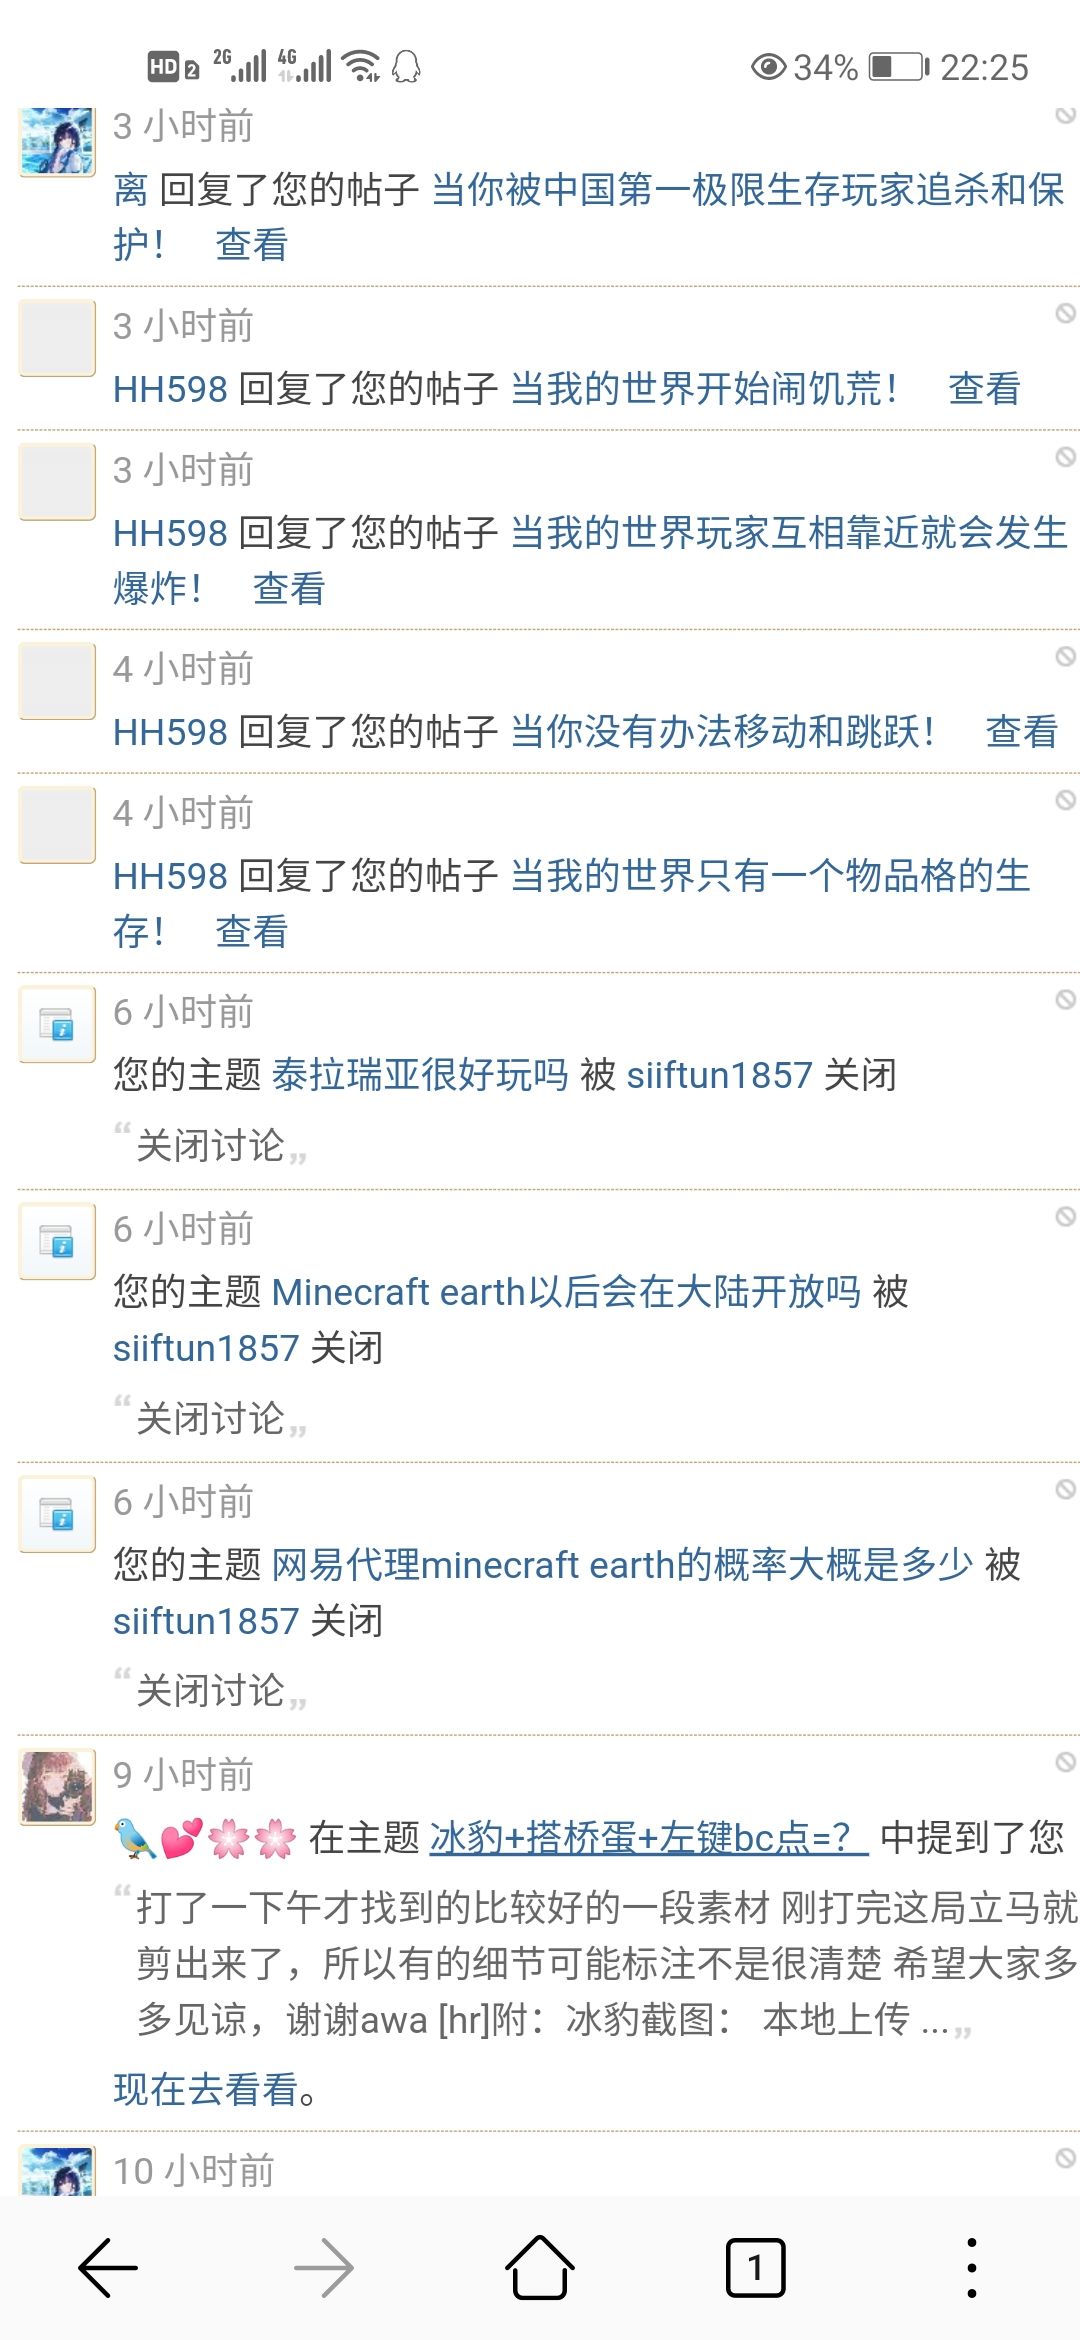 HD 2 2G 4G 34% 22:25
3 小时前
离 回复了您的帖子 当你被中国第一极限生存玩家追杀和保
护！ 查看
3 小时前
HH598 回复了您的帖子 当我的世界开始闹饥荒！ 查看
3 小时前
HH598 回复了您的帖子 当我的世界玩家互相靠近就会发生
爆炸！ 查看
4 小时前
HH598 回复了您的帖子 当你没有办法移动和跳跃！ 查看
4 小时前
HH598 回复了您的帖子 当我的世界只有一个物品格的生
存！ 查看
6 小时前
您的主题 泰拉瑞亚很好玩吗 被 siiftun1857 关闭
“关闭讨论„
6 小时前
您的主题 Minecraft earth以后会在大陆开放吗 被
siiftun1857 关闭
“关闭讨论„
6 小时前
您的主题 网易代理minecraft earth的概率大概是多少 被
siiftun1857 关闭
“关闭讨论„
9 小时前
🐦💕🌸🌸 在主题 冰豹+搭桥蛋+左键bc点=？ 中提到了您
“打了一下午才找到的比较好的一段素材 刚打完这局立马就
剪出来了，所以有的细节可能标注不是很清楚 希望大家多
多见谅，谢谢awa [hr]附：冰豹截图： 本地上传 ...„
现在去看看。
10 小时前
1